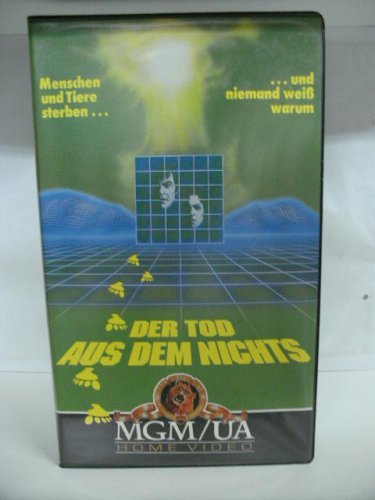 Menschen
und Tiere
sterben . . .
. . . und
niemand weiß
warum
DER TOD
AUS DEM NICHTS
MGM/UA
HOME VIDEO